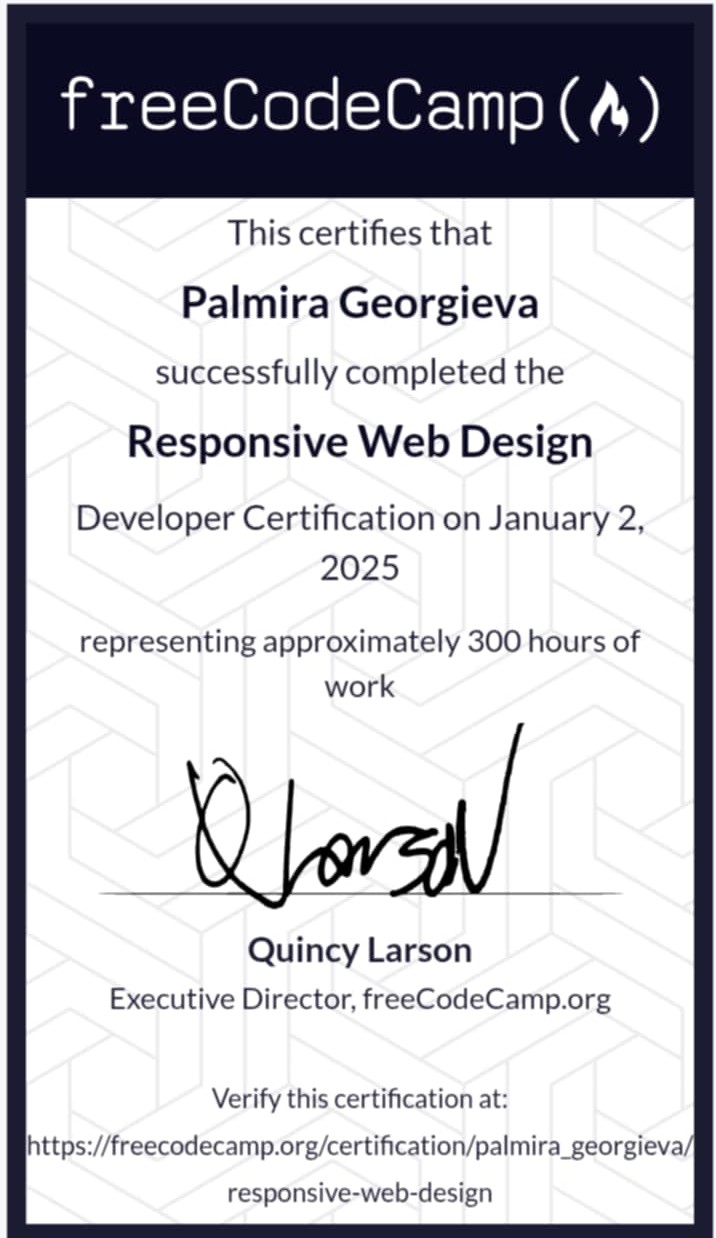 freeCodeCamp(🔥)
This certifies that
Palmira Georgieva
successfully completed the
Responsive Web Design
Developer Certification on January 2,
2025
representing approximately 300 hours of
work
QLarson
Quincy Larson
Executive Director, freeCodeCamp.org
Verify this certification at:
https://freecodecamp.org/certification/palmira_georgieva/
responsive-web-design